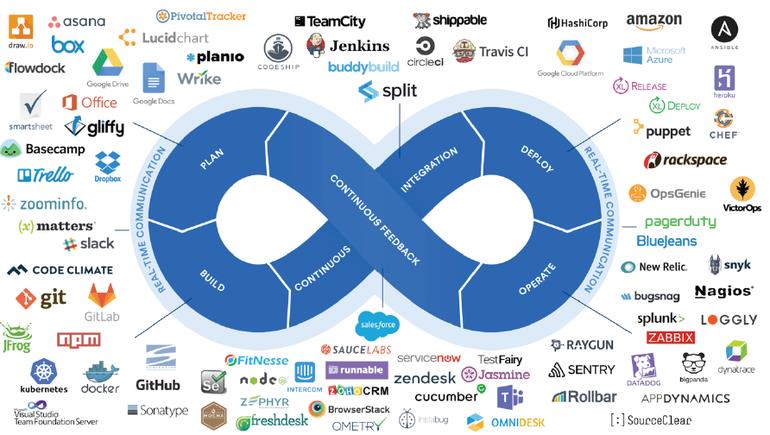 draw.io
asana
PivotalTracker
box
Lucidchart
flowdock
Google Drive
planio
Google Docs
Wrike
TeamCity
shippable
CODESHIP
Jenkins
circleci
Travis CI
buddybuild
split
HashiCorp
amazon
ANSIBLE
Google Cloud Platform
Microsoft
Azure
XL RELEASE
heroku
XL DEPLOY
puppet
CHEF
rackspace
smartsheet
Office
gliffy
Basecamp
Trello
Dropbox
zoominfo.
(x) matters
slack
OpsGenie
VictorOps
pagerduty
BlueJeans
REAL-TIME COMMUNICATION
PLAN
BUILD
CONTINUOUS
INTEGRATION
CONTINUOUS FEEDBACK
DEPLOY
OPERATE
REAL-TIME COMMUNICATION
CODE CLIMATE
git
GitLab
JFrog
npm
kubernetes
docker
GitHub
Visual Studio
Team Foundation Server
Sonatype
New Relic.
snyk
bugsnag
Nagios
splunk>
LOGGLY
ZABBIX
RAYGUN
SENTRY
DATADOG
bigpanda
dynatrace
Rollbar
APPDYNAMICS
[:]SourceClear
salesforce
SAUCELABS
FitNesse
servicenow
TestFairy
Se
node
INTERCOM
runnable
zendesk
Jasmine
ZOHO CRM
cucumber
MOCHA
ZEPHYR
BrowserStack
freshdesk
QMETRY
instabug
OMNIDESK